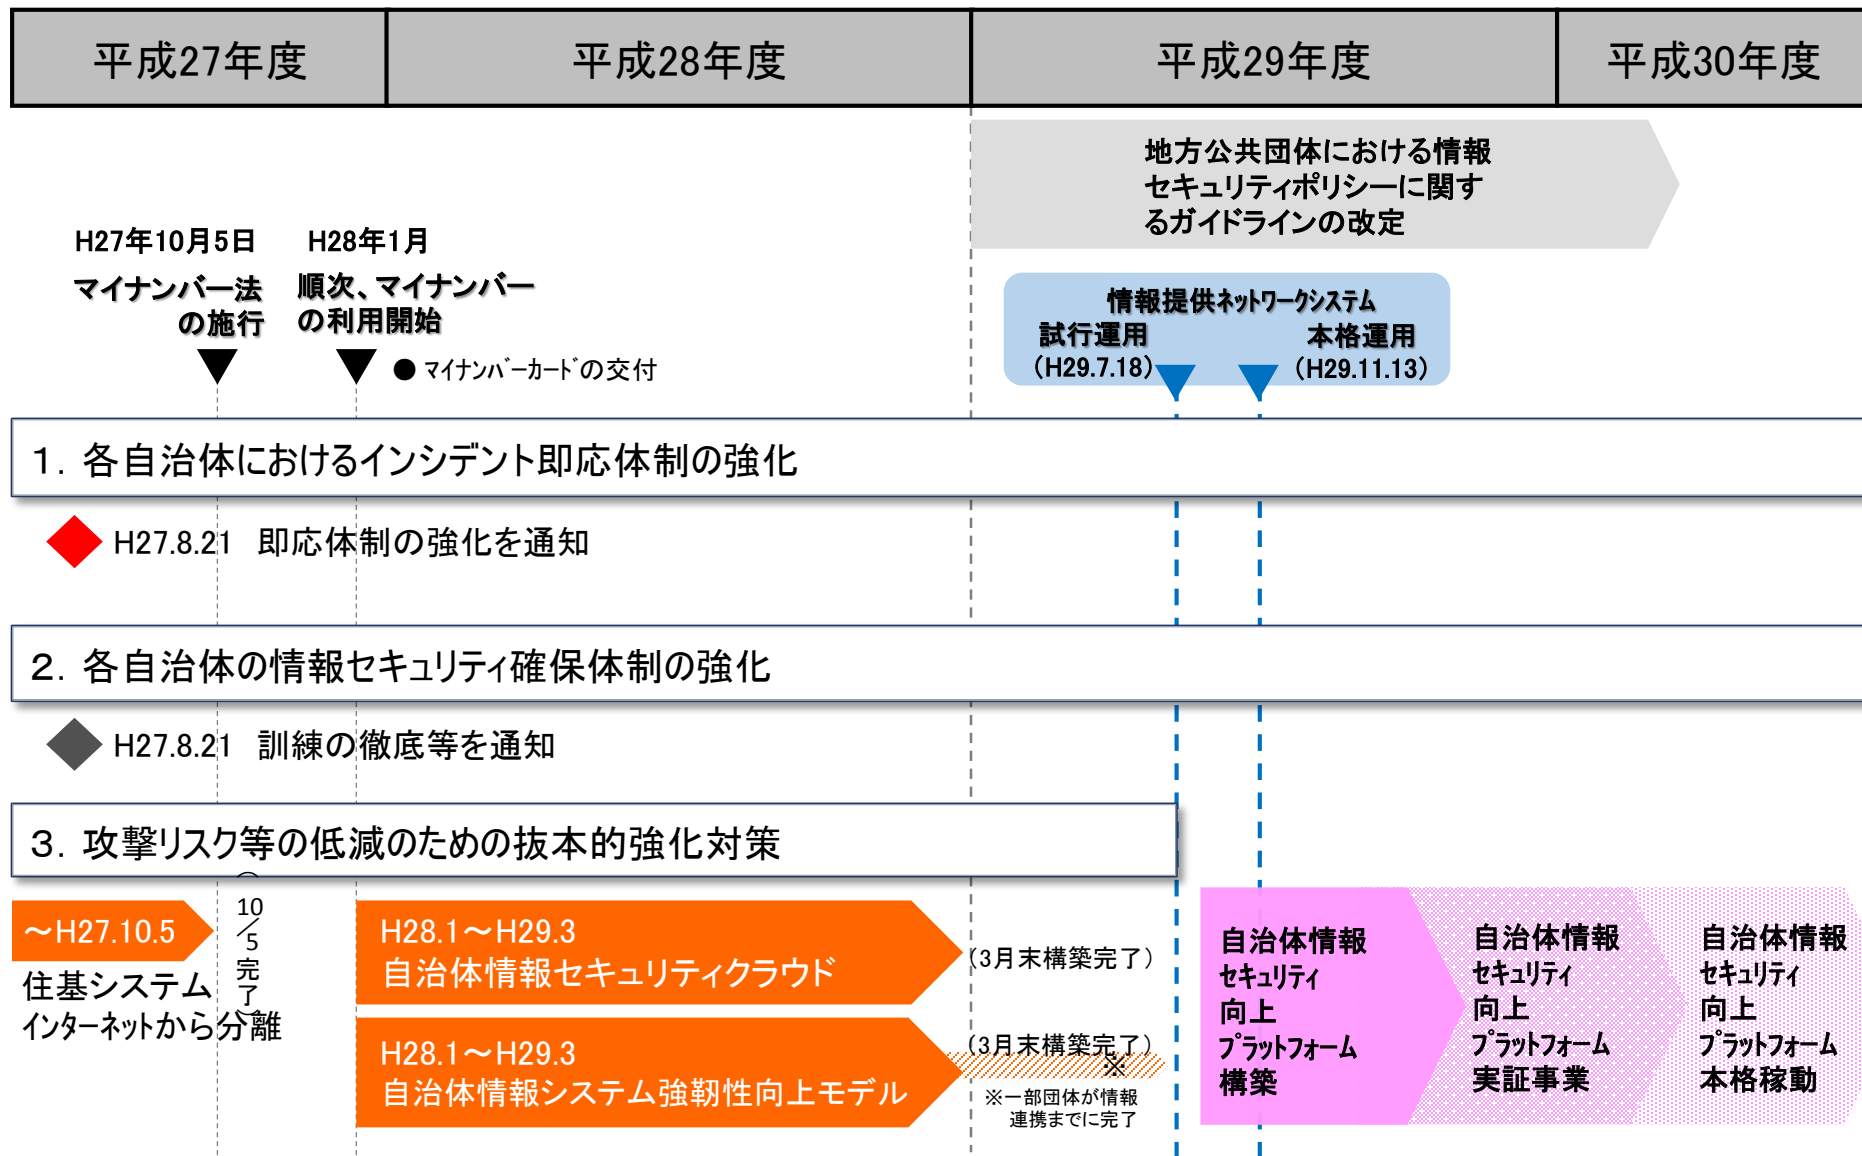 平成27年度
平成28年度
平成29年度
平成30年度
地方公共団体における情報
セキュリティポリシーに関す
るガイドラインの改定
H27年10月5日
マイナンバー法
の施行
H28年1月
順次、マイナンバー
の利用開始
● マイナンバーカードの交付
情報提供ネットワークシステム
試行運用
(H29.7.18)
本格運用
(H29.11.13)
1．各自治体におけるインシデント即応体制の強化
H27.8.21　即応体制の強化を通知
2．各自治体の情報セキュリティ確保体制の強化
H27.8.21　訓練の徹底等を通知
3．攻撃リスク等の低減のための抜本的強化対策
～H27.10.5
住基システム
インターネットから分離
（10／5完了）
H28.1～H29.3
自治体情報セキュリティクラウド
(3月末構築完了)
H28.1～H29.3
自治体情報システム強靭性向上モデル
(3月末構築完了)
※
※一部団体が情報
連携までに完了
自治体情報
セキュリティ
向上
プラットフォーム
構築
自治体情報
セキュリティ
向上
プラットフォーム
実証事業
自治体情報
セキュリティ
向上
プラットフォーム
本格稼動